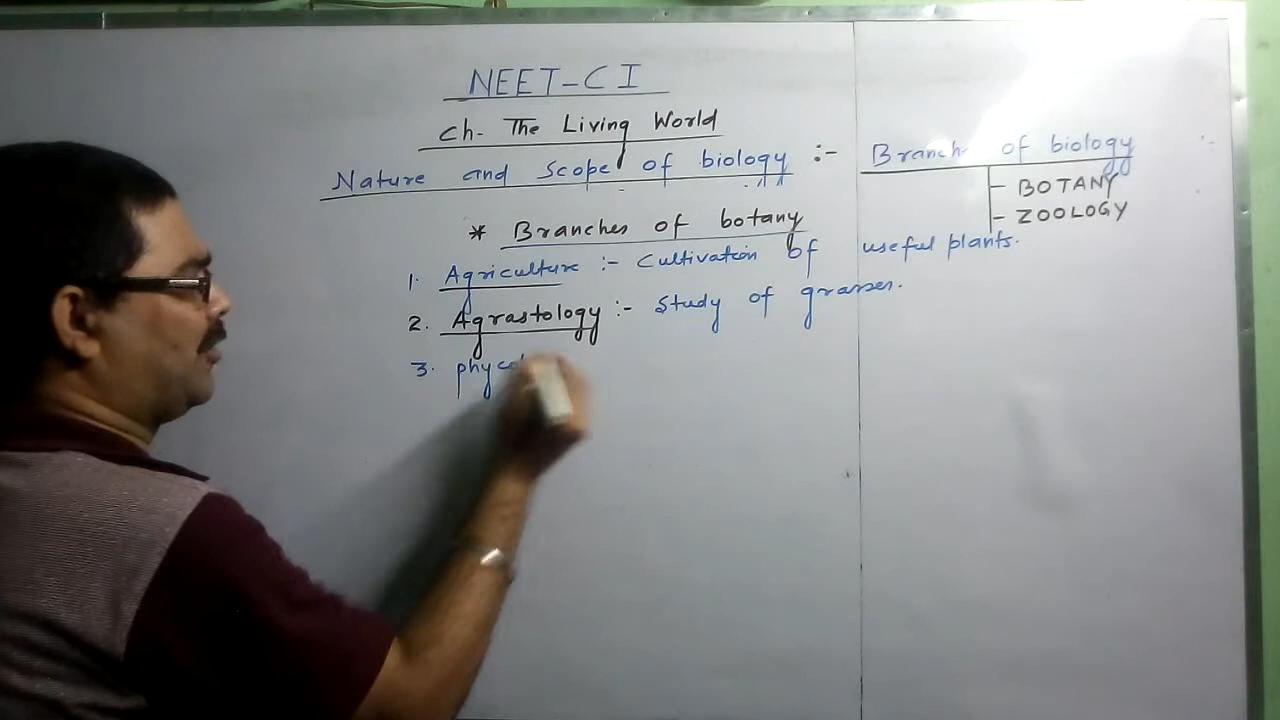 NEET-CI
Ch- The Living World
Nature and Scope of biology :- Branch of biology
- BOTANY
- ZOOLOGY
* Branches of botany
1. Agriculture :- Cultivation of useful plants.
2. Agrastology :- Study of grasses.
3.